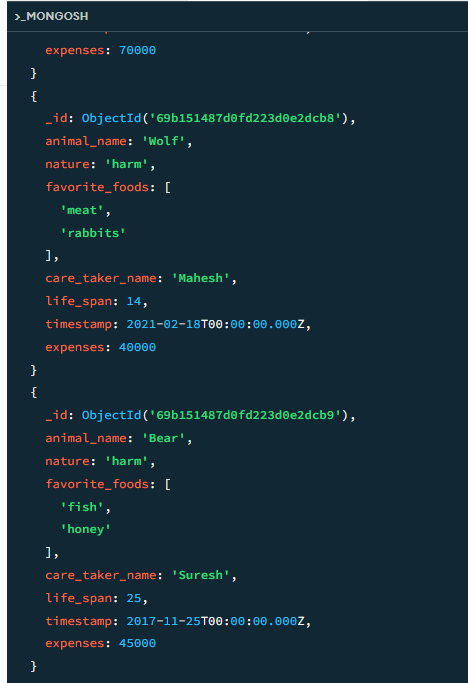 >_MONGOSH
expenses: 70000
}
{
_id: ObjectId('69b151487d0fd223d0e2dcb8'),
animal_name: 'Wolf',
nature: 'harm',
favorite_foods: [
'meat',
'rabbits'
],
care_taker_name: 'Mahesh',
life_span: 14,
timestamp: 2021-02-18T00:00:00.000Z,
expenses: 40000
}
{
_id: ObjectId('69b151487d0fd223d0e2dcb9'),
animal_name: 'Bear',
nature: 'harm',
favorite_foods: [
'fish',
'honey'
],
care_taker_name: 'Suresh',
life_span: 25,
timestamp: 2017-11-25T00:00:00.000Z,
expenses: 45000
}